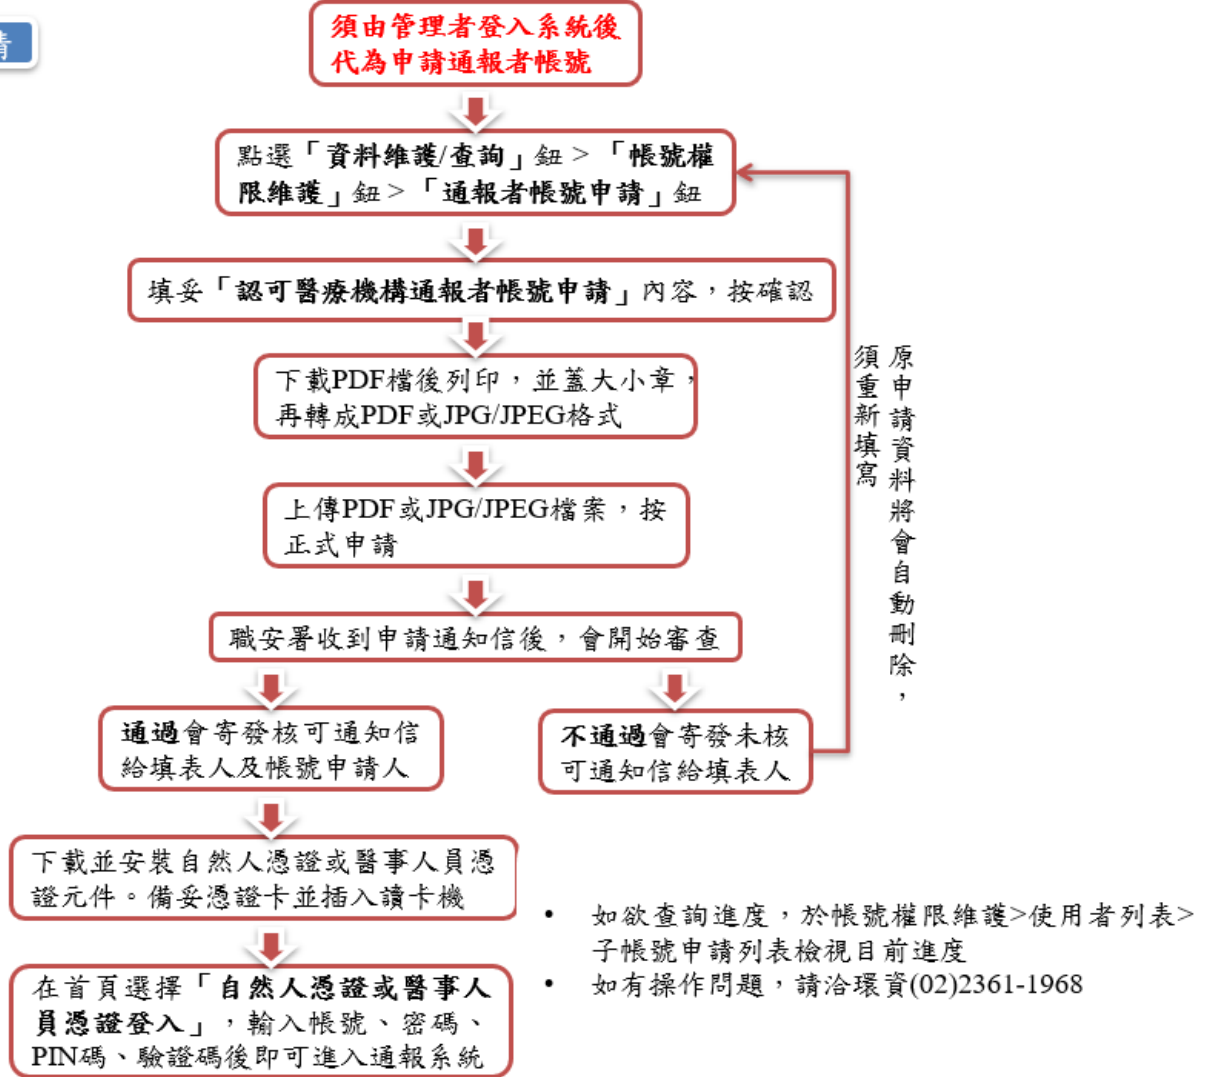 請
須由管理者登入系統後
代為申請通報者帳號
點選「資料維護/查詢」鈕 > 「帳號權
限維護」鈕 > 「通報者帳號申請」鈕
填妥「認可醫療機構通報者帳號申請」內容，按確認
下載PDF檔後列印，並蓋大小章，
再轉成PDF或JPG/JPEG格式
上傳PDF或JPG/JPEG檔案，按
正式申請
職安署收到申請通知信後，會開始審查
通過會寄發核可通知信
給填表人及帳號申請人
不通過會寄發未核
可通知信給填表人
原申請資料將會自動刪除，
須重新填寫
下載並安裝自然人憑證或醫事人員憑
證元件。備妥憑證卡並插入讀卡機
在首頁選擇「自然人憑證或醫事人
員憑證登入」，輸入帳號、密碼、
PIN碼、驗證碼後即可進入通報系統
• 如欲查詢進度，於帳號權限維護>使用者列表>
子帳號申請列表檢視目前進度
• 如有操作問題，請洽環資(02)2361-1968